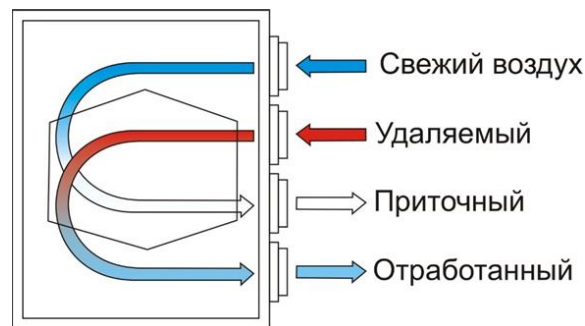 Свежий воздух
Удаляемый
Приточный
Отработанный